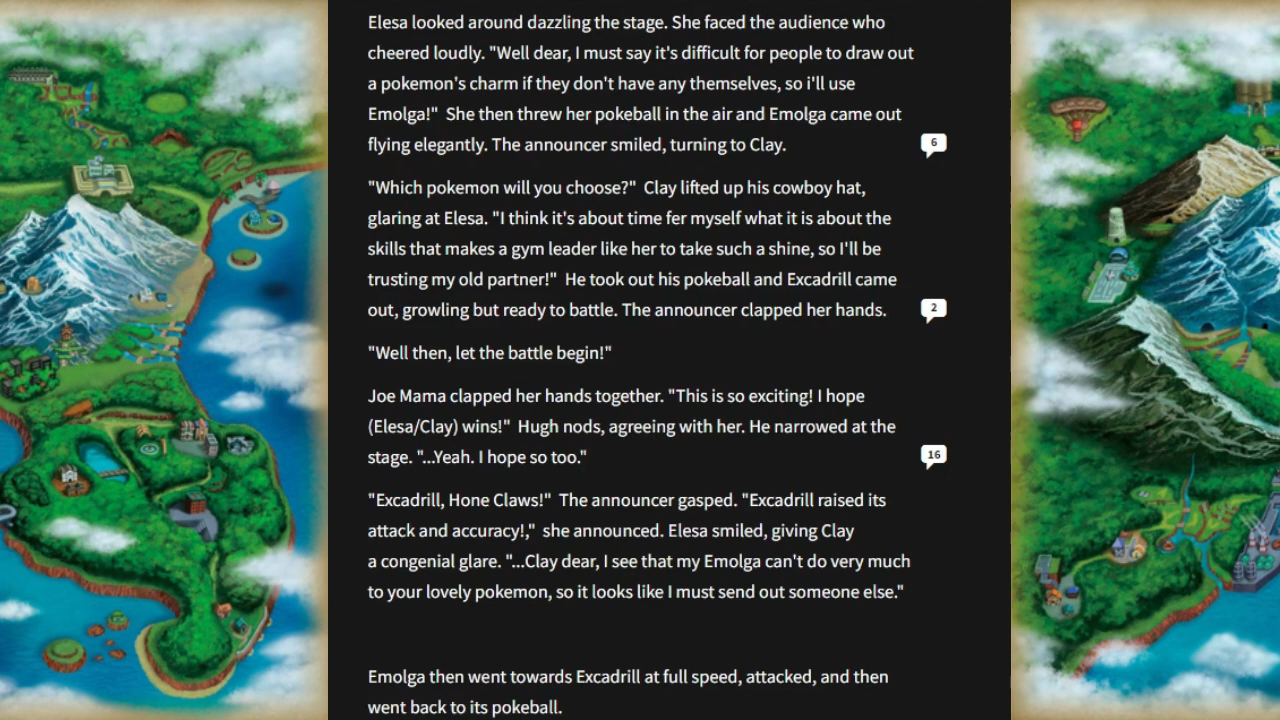 Elesa looked around dazzling the stage. She faced the audience who
cheered loudly. "Well dear, I must say it's difficult for people to draw out
a pokemon's charm if they don't have any themselves, so i'll use
Emolga!"  She then threw her pokeball in the air and Emolga came out
flying elegantly. The announcer smiled, turning to Clay.
6
"Which pokemon will you choose?"  Clay lifted up his cowboy hat,
glaring at Elesa. "I think it's about time fer myself what it is about the
skills that makes a gym leader like her to take such a shine, so I'll be
trusting my old partner!"  He took out his pokeball and Excadrill came
out, growling but ready to battle. The announcer clapped her hands.
2
"Well then, let the battle begin!"
Joe Mama clapped her hands together. "This is so exciting! I hope
(Elesa/Clay) wins!"  Hugh nods, agreeing with her. He narrowed at the
stage. "...Yeah. I hope so too."
16
"Excadrill, Hone Claws!"  The announcer gasped. "Excadrill raised its
attack and accuracy!,"  she announced. Elesa smiled, giving Clay
a congenial glare. "...Clay dear, I see that my Emolga can't do very much
to your lovely pokemon, so it looks like I must send out someone else."
Emolga then went towards Excadrill at full speed, attacked, and then
went back to its pokeball.